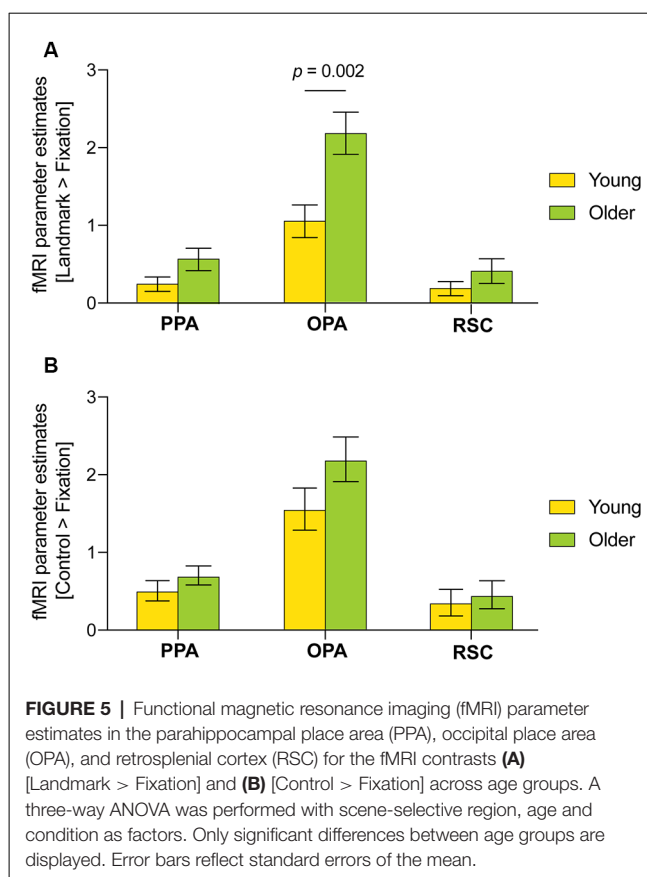 A
fMRI parameter estimates
[Landmark > Fixation]
3
2
1
0
p = 0.002
PPA
OPA
RSC
Young
Older
B
fMRI parameter estimates
[Control > Fixation]
3
2
1
0
PPA
OPA
RSC
Young
Older
FIGURE 5 | Functional magnetic resonance imaging (fMRI) parameter
estimates in the parahippocampal place area (PPA), occipital place area
(OPA), and retrosplenial cortex (RSC) for the fMRI contrasts (A)
[Landmark > Fixation] and (B) [Control > Fixation] across age groups. A
three-way ANOVA was performed with scene-selective region, age and
condition as factors. Only significant differences between age groups are
displayed. Error bars reflect standard errors of the mean.